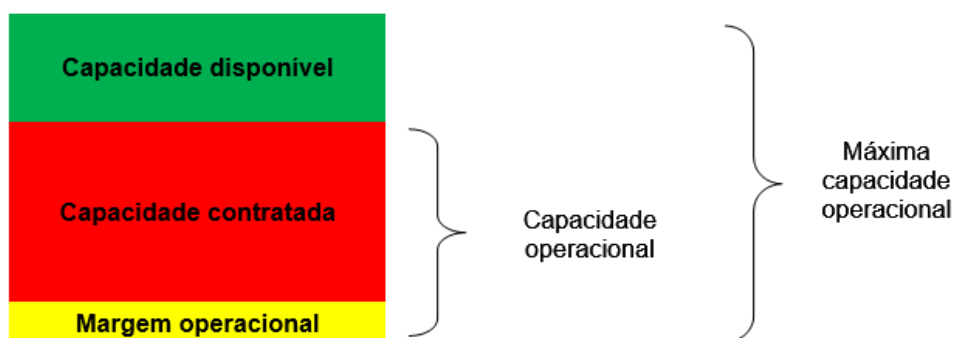 Capacidade disponível
Capacidade contratada
Margem operacional
Capacidade
operacional
Máxima
capacidade
operacional